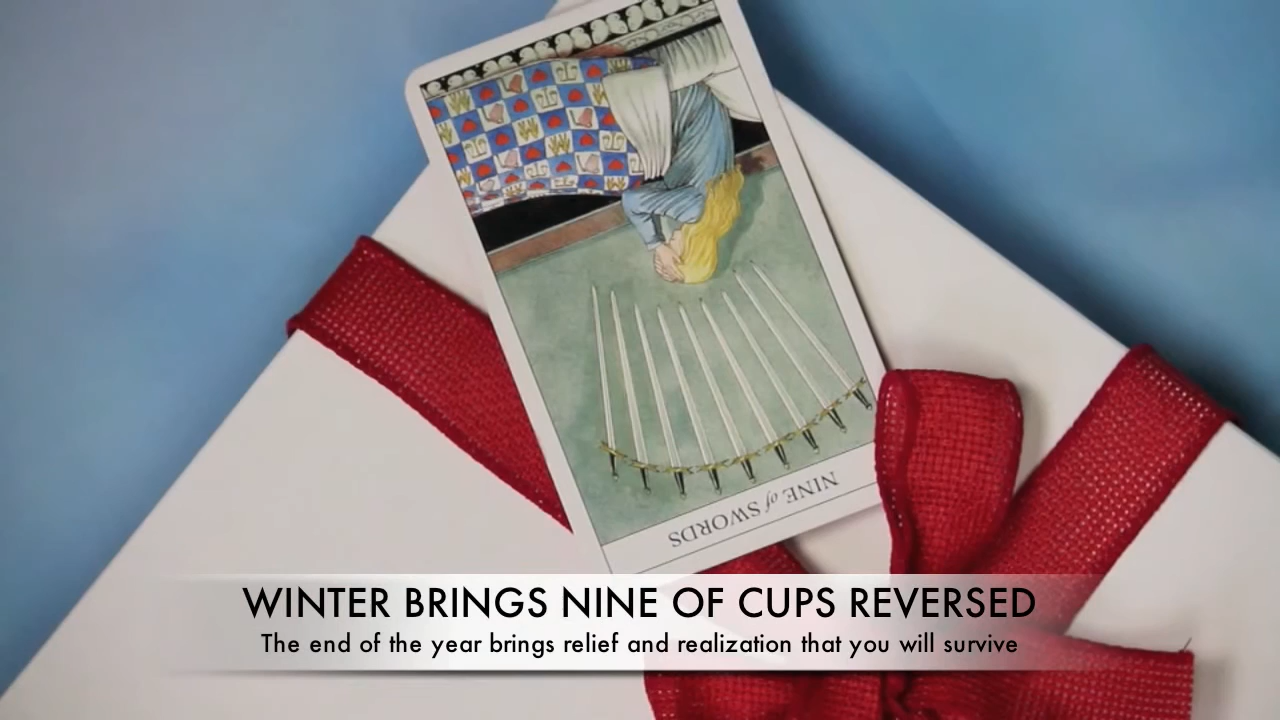 NINE of SWORDS
WINTER BRINGS NINE OF CUPS REVERSED
The end of the year brings relief and realization that you will survive